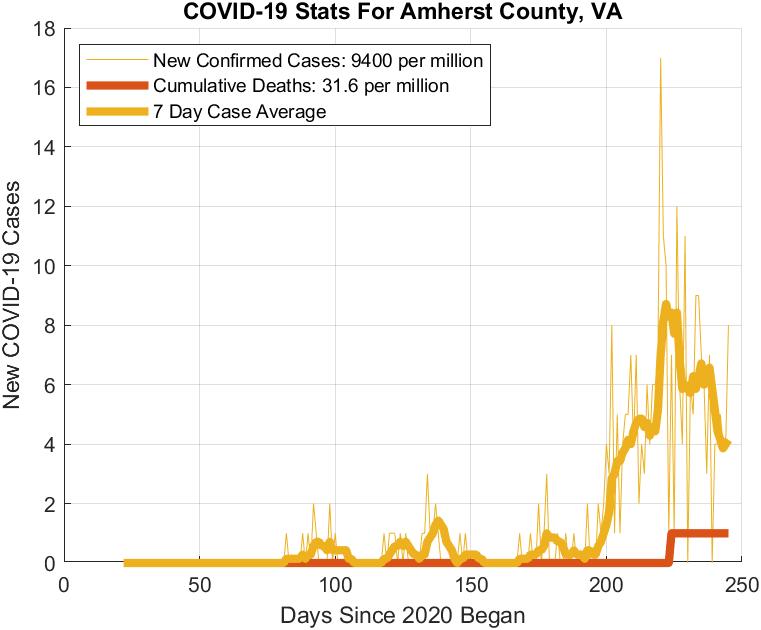 COVID-19 Stats For Amherst County, VA
18
New Confirmed Cases: 9400 per million
16
Cumulative Deaths: 31.6 per million
7 Day Case Average
14
12
10
8
6
4
2
0
New COVID-19 Cases
0 50 100 150 200 250
Days Since 2020 Began